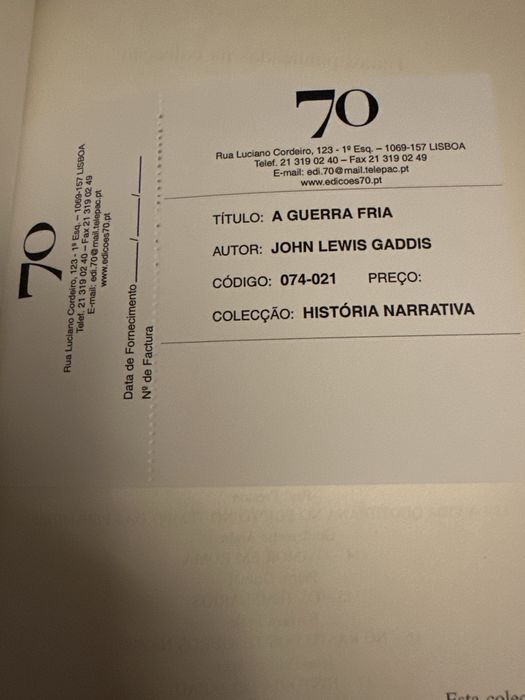 70
Rua Luciano Cordeiro, 123 - 1º Esq. – 1069-157 LISBOA
Telef. 21 319 02 40 – Fax 21 319 02 49
E-mail: edi.70@mail.telepac.pt
www.edicoes70.pt
TÍTULO: A GUERRA FRIA
AUTOR: JOHN LEWIS GADDIS
CÓDIGO: 074-021 PREÇO:
COLECÇÃO: HISTÓRIA NARRATIVA
70
Rua Luciano Cordeiro, 123 - 1º Esq. – 1069-157 LISBOA
Telef. 21 319 02 40 – Fax 21 319 02 49
E-mail: edi.70@mail.telepac.pt
www.edicoes70.pt
Data de Fornecimento ____/____/____
Nº de Factura
Esta